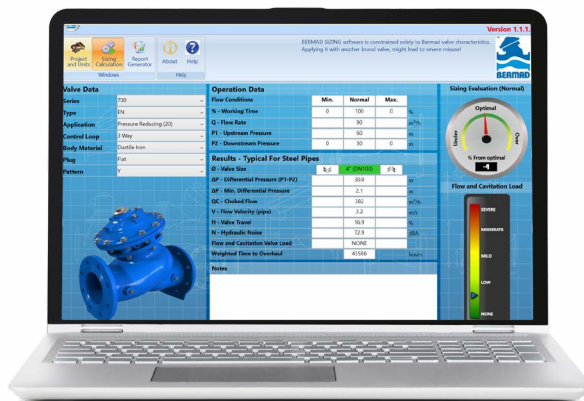 Version 1.1.1.
BERMAD SIZING software is constrained solely to Bermad valve characteristics.
Applying it with another brand valve, might lead to severe misuse!
Project and Units
Sizing Calculation
Report Generator
About
Help
Windows
Help
BERMAD
Valve Data
Series 700
Type EN
Application Pressure Reducing (20)
Control Loop 3 Way
Body Material Ductile Iron
Plug Flat
Pattern Y
Operation Data
Flow Conditions Min. Normal Max.
% - Working Time 0 100 0 %
Q - Flow Rate 90 m³/h
P1 - Upstream Pressure 60 m
P2 - Downstream Pressure 0 30 0 m
Results - Typical For Steel Pipes
Ø - Valve Size 4" (DN100)
ΔP - Differential Pressure (P1-P2) 30.0 m
ΔP - Min. Differential Pressure 2.1 m
QC - Choked Flow 382 m³/h
V - Flow Velocity (pipe) 3.2 m/s
H - Valve Travel 16.9 %
N - Hydraulic Noise 72.9 dBA
Flow and Cavitation Valve Load NONE
Weighted Time to Overhaul 43586 hours
Notes
Sizing Evaluation (Normal)
Optimal
Under
Over
% From optimal
-4
Flow and Cavitation Load
SEVERE
MODERATE
MILD
LOW
NONE